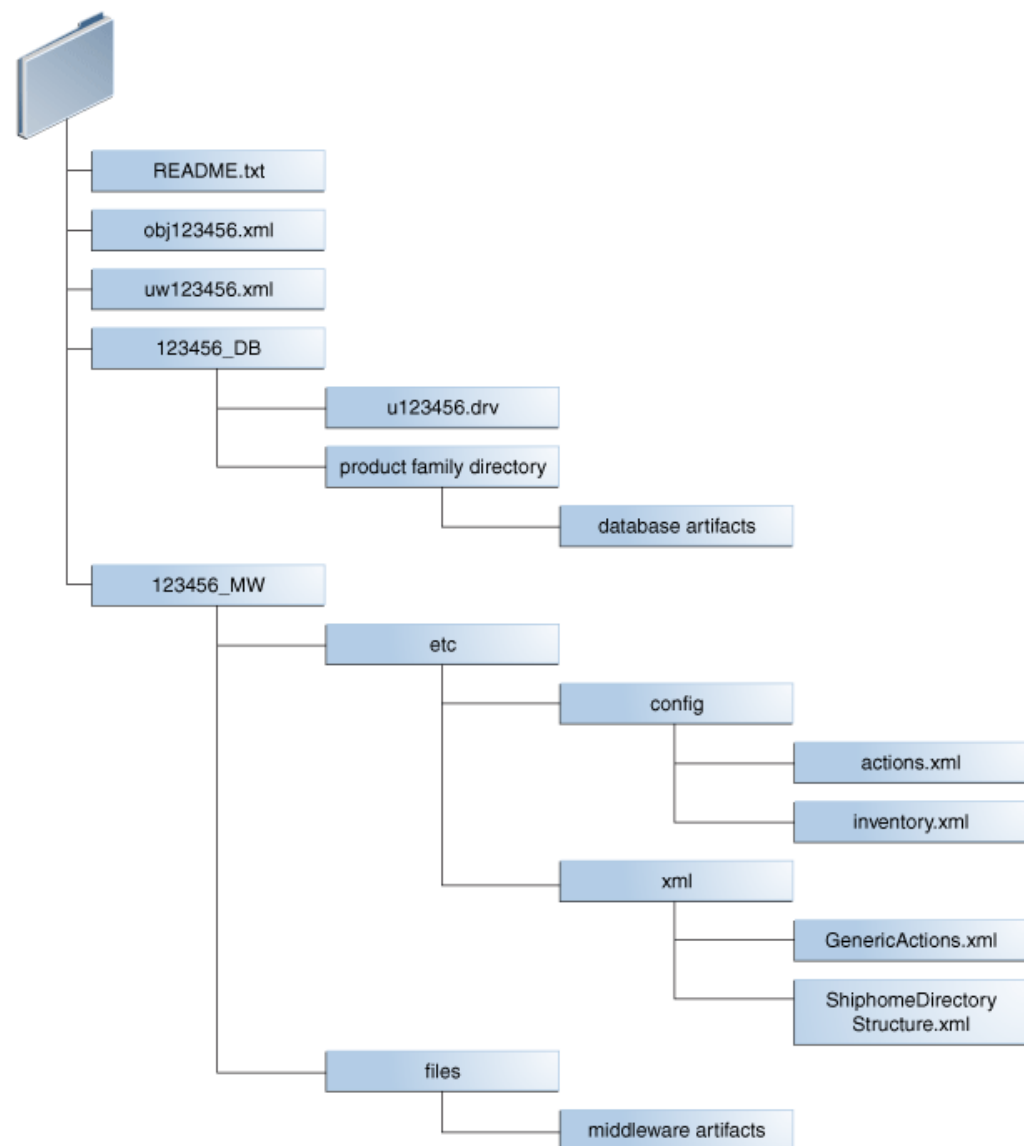 README.txt
obj123456.xml
uw123456.xml
123456_DB
u123456.drv
product family directory
database artifacts
123456_MW
etc
config
actions.xml
inventory.xml
xml
GenericActions.xml
ShiphomeDirectory
Structure.xml
files
middleware artifacts